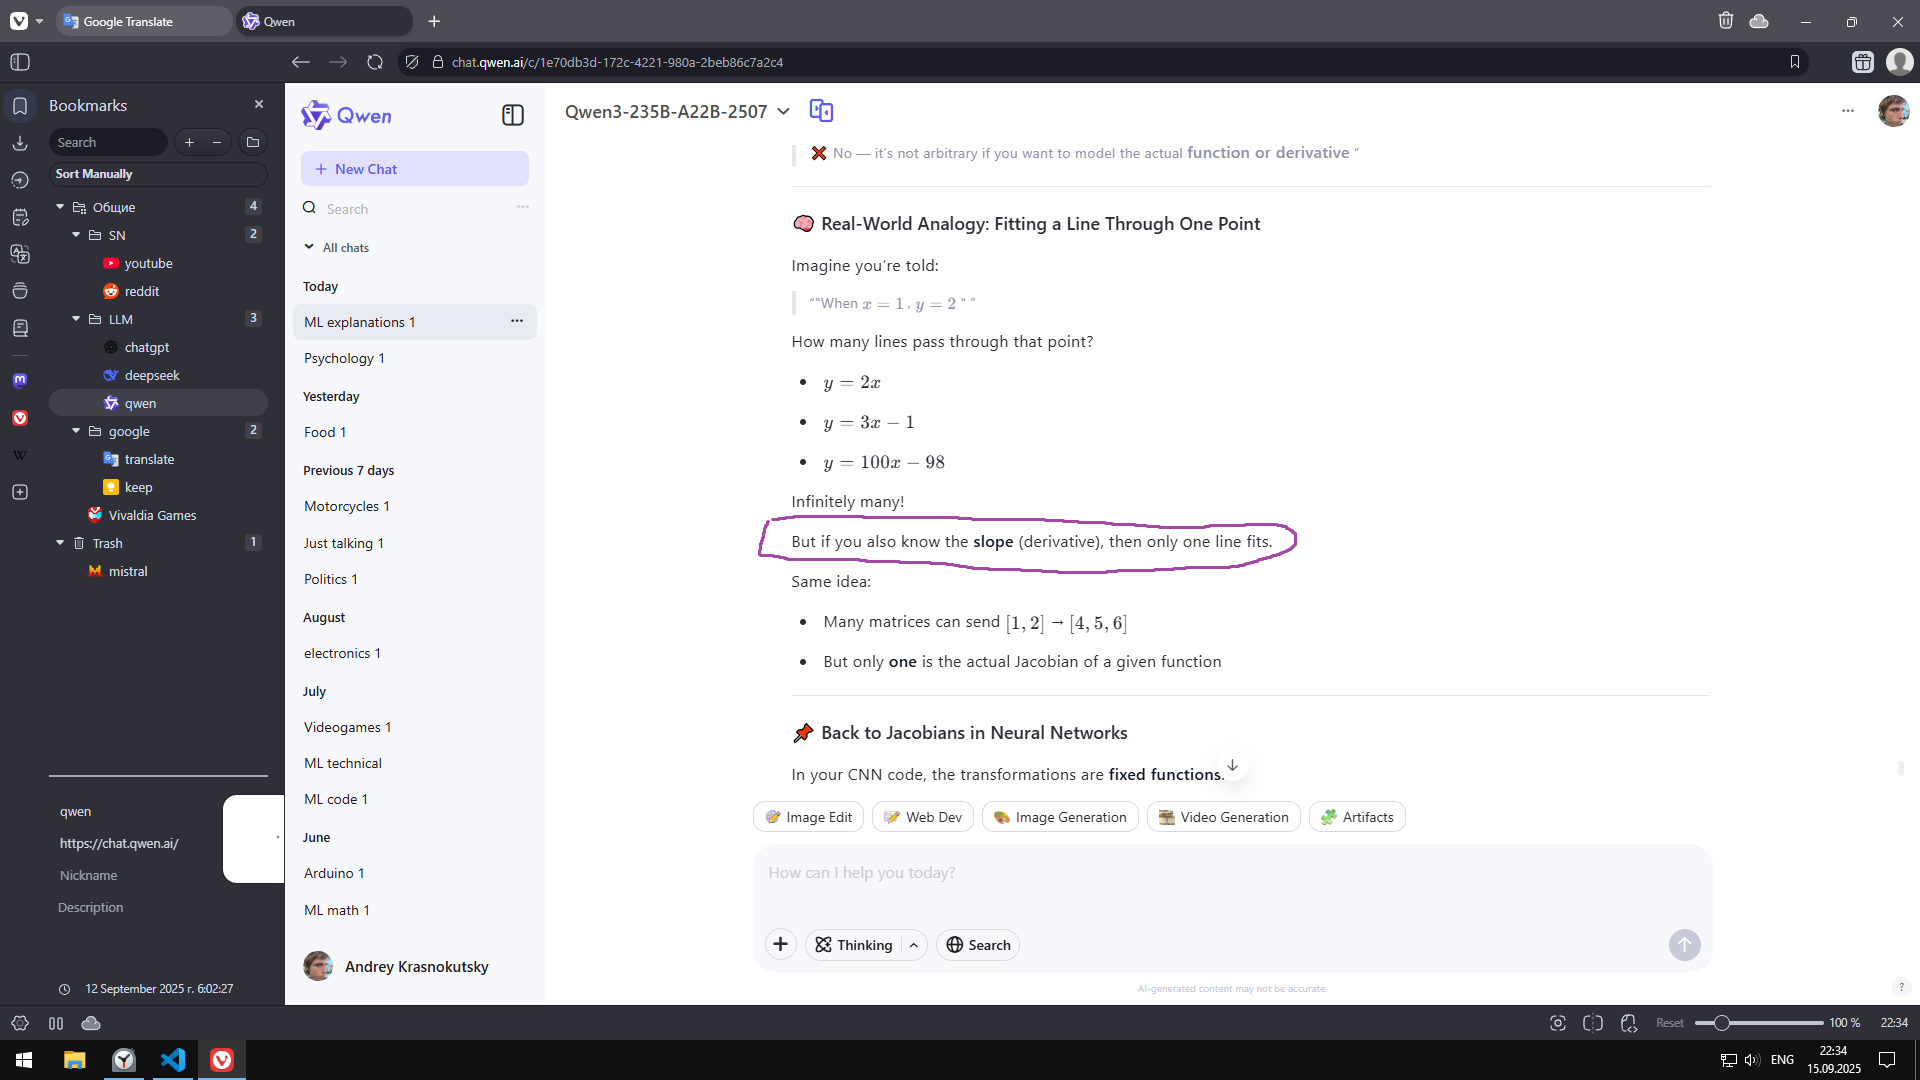 Google Translate
Qwen
chat.qwen.ai/c/1e70db3d-172c-4221-980a-2beb86c7a2c4
Bookmarks
Search
Sort Manually
Общие 4
SN 2
youtube
reddit
LLM 3
chatgpt
deepseek
qwen
google 2
translate
keep
Vivaldia Games
Trash 1
mistral
qwen
https://chat.qwen.ai/
Nickname
Description
12 September 2025 г. 6:02:27
Qwen
New Chat
Search
All chats
Today
ML explanations 1
Psychology 1
Yesterday
Food 1
Previous 7 days
Motorcycles 1
Just talking 1
Politics 1
August
electronics 1
July
Videogames 1
ML technical
ML code 1
June
Arduino 1
ML math 1
Andrey Krasnokutsky
Qwen3-235B-A22B-2507
❌ No — it's not arbitrary if you want to model the actual function or derivative "
🧠 Real-World Analogy: Fitting a Line Through One Point
Imagine you're told:
""When x = 1, y = 2 " "
How many lines pass through that point?
• y = 2x
• y = 3x − 1
• y = 100x − 98
Infinitely many!
But if you also know the slope (derivative), then only one line fits.
Same idea:
• Many matrices can send [1, 2] → [4, 5, 6]
• But only one is the actual Jacobian of a given function
📌 Back to Jacobians in Neural Networks
In your CNN code, the transformations are fixed functions.
Image Edit
Web Dev
Image Generation
Video Generation
Artifacts
How can I help you today?
Thinking
Search
AI-generated content may not be accurate.
?
Reset 100 % 22:34
ENG
22:34
15.09.2025